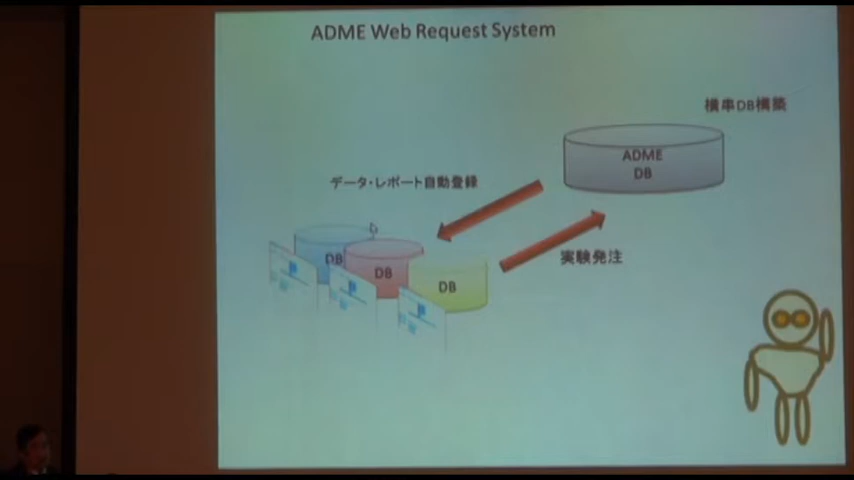 ADME Web Request System
横串DB構築
ADME
DB
データ・レポート自動登録
DB
DB
DB
実験発注